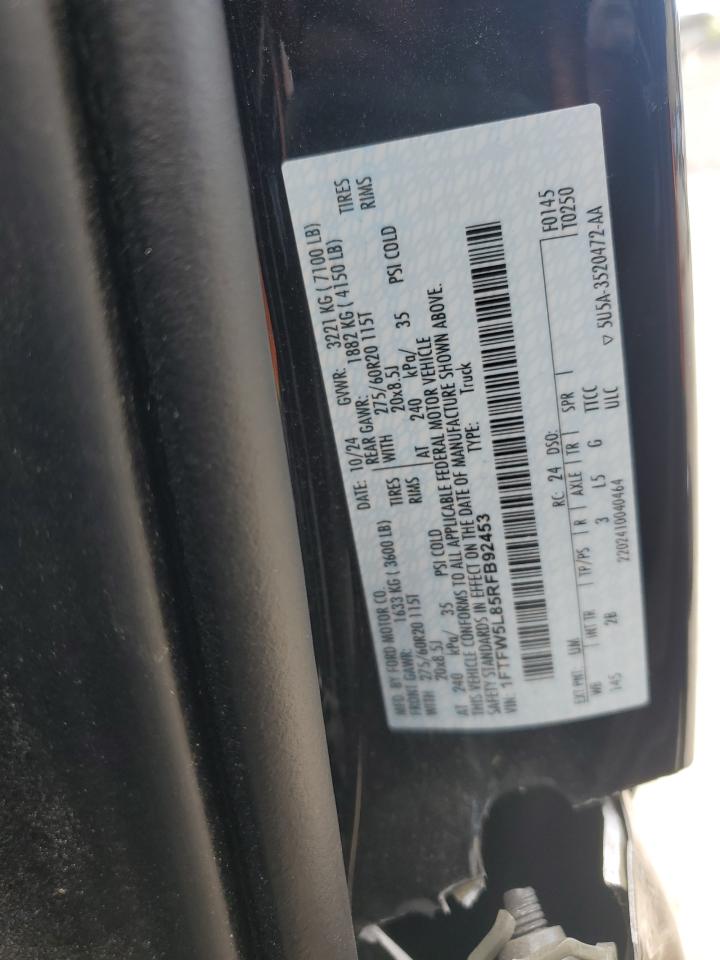 MFD. BY FORD MOTOR CO.
DATE: 10/24 GVWR: 3221 KG ( 7100 LB)
FRONT GAWR: 1633 KG ( 3600 LB)
REAR GAWR: 1882 KG ( 4150 LB)
WITH 275/60R20 115T TIRES
WITH 275/60R20 115T TIRES
20x8.5J RIMS
20x8.5J RIMS
AT 240 kPa/ 35 PSI COLD
AT 240 kPa/ 35 PSI COLD
THIS VEHICLE CONFORMS TO ALL APPLICABLE FEDERAL MOTOR VEHICLE
SAFETY STANDARDS IN EFFECT ON THE DATE OF MANUFACTURE SHOWN ABOVE.
VIN: 1FTFW5L85RFB92453 TYPE: Truck
F0145
T0250
EXT PNT: UM RC: 24 DSO:
WB INT TR TP/PS R AXLE TR SPR
145 2B 3 L5 G TTCC
ULC
2202410040464
▽ 5U5A-3520472-AA